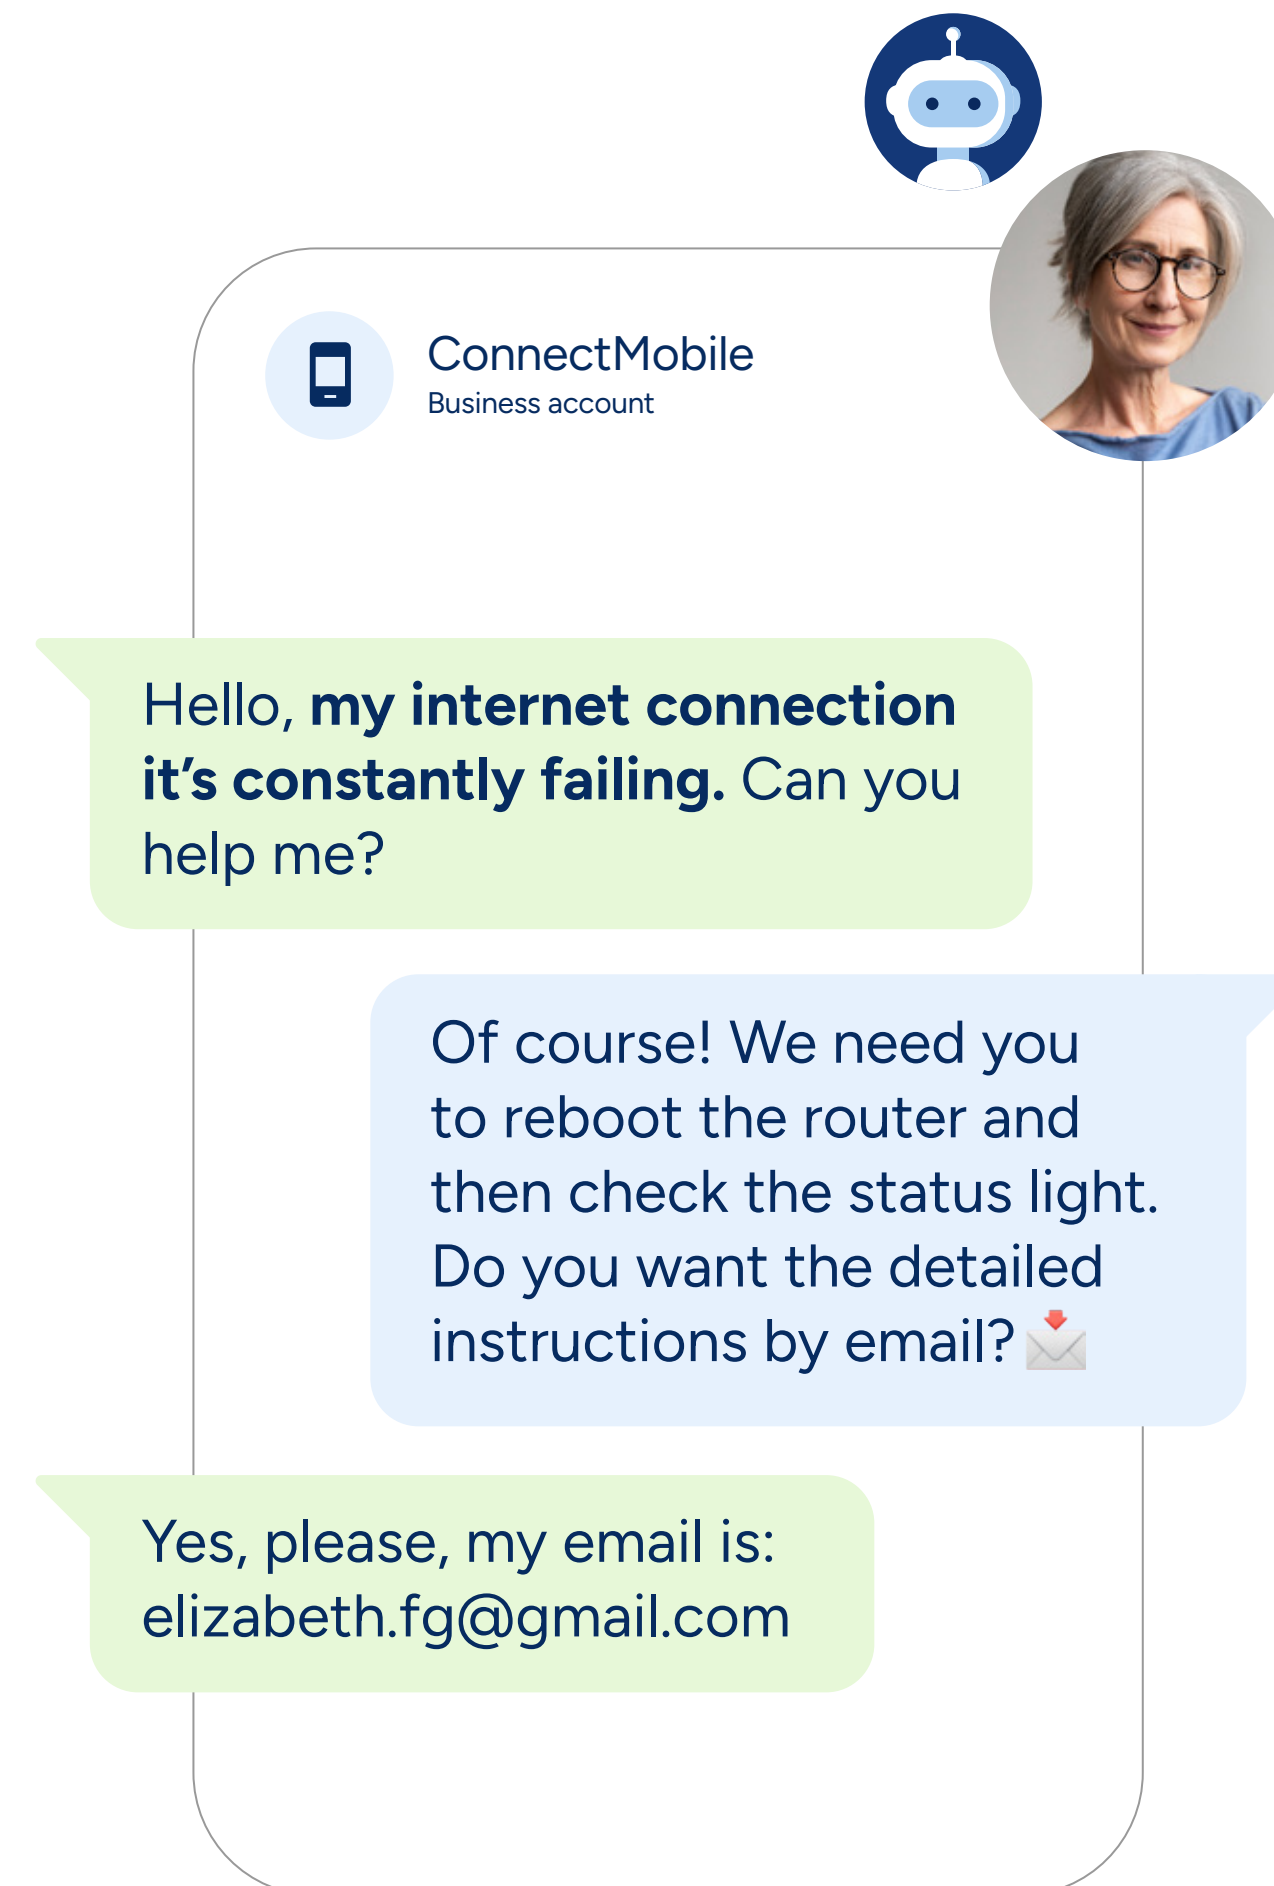 ConnectMobile
Business account
Hello, my internet connection
it’s constantly failing. Can you
help me?
Of course! We need you
to reboot the router and
then check the status light.
Do you want the detailed
instructions by email?
Yes, please, my email is:
elizabeth.fg@gmail.com